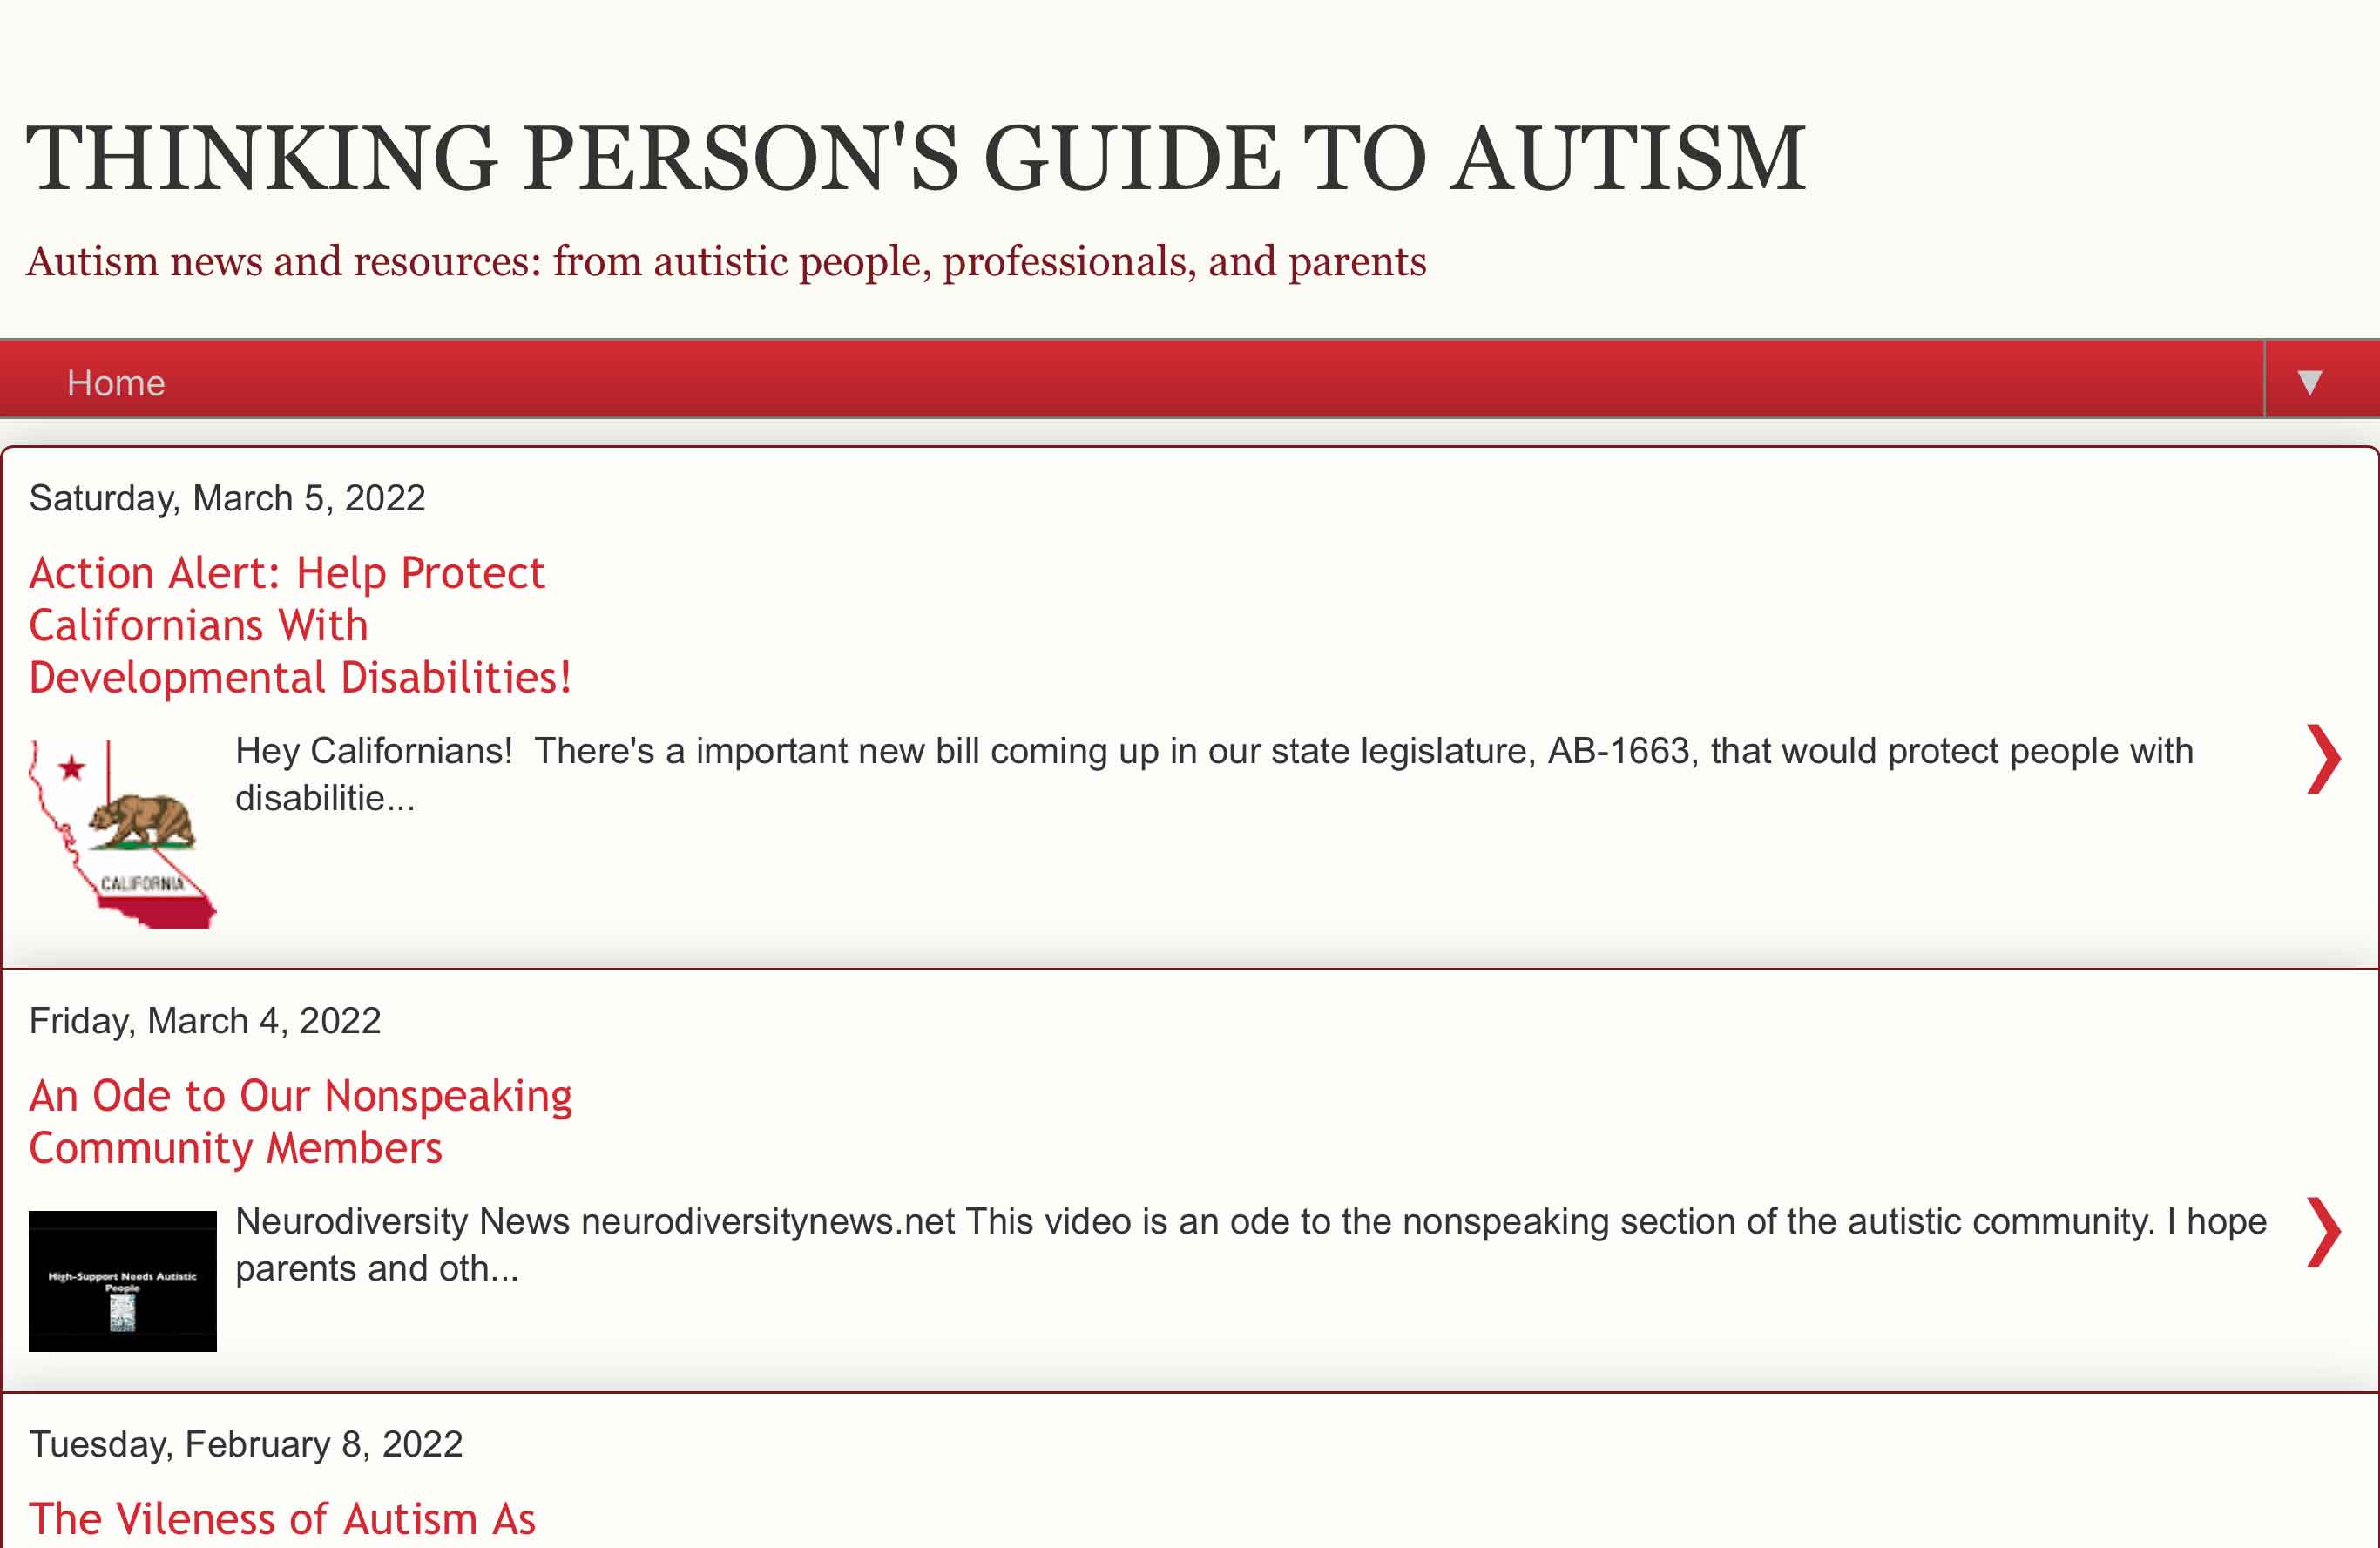 THINKING PERSON'S GUIDE TO AUTISM
Autism news and resources: from autistic people, professionals, and parents
Home
▼
Saturday, March 5, 2022
Action Alert: Help Protect
Californians With
Developmental Disabilities!
Hey Californians!  There's a important new bill coming up in our state legislature, AB-1663, that would protect people with
disabilitie...
CALIFORNIA
❯
Friday, March 4, 2022
An Ode to Our Nonspeaking
Community Members
Neurodiversity News neurodiversitynews.net This video is an ode to the nonspeaking section of the autistic community. I hope
parents and oth...
High-Support Needs Autistic
People
❯
Tuesday, February 8, 2022
The Vileness of Autism As